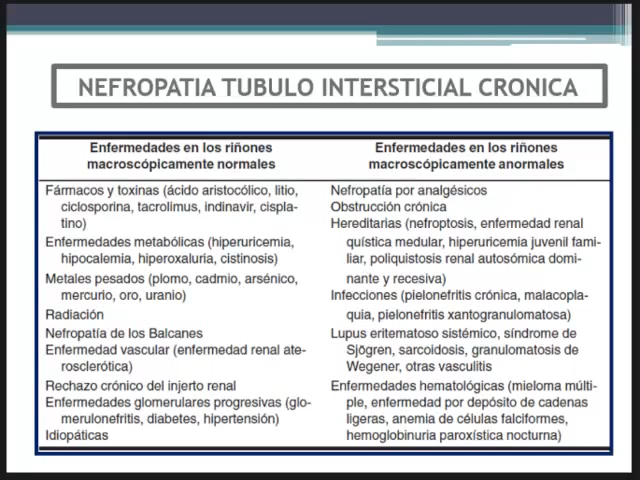 NEFROPATIA TUBULO INTERSTICIAL CRONICA
Enfermedades en los riñones
macroscópicamente normales
Fármacos y toxinas (ácido aristocólico, litio,
ciclosporina, tacrolimus, indinavir, cispla-
tino)
Enfermedades metabólicas (hiperuricemia,
hipocalemia, hiperoxaluria, cistinosis)
Metales pesados (plomo, cadmio, arsénico,
mercurio, oro, uranio)
Radiación
Nefropatía de los Balcanes
Enfermedad vascular (enfermedad renal ate-
rosclerótica)
Rechazo crónico del injerto renal
Enfermedades glomerulares progresivas (glo-
merulonefritis, diabetes, hipertensión)
Idiopáticas
Enfermedades en los riñones
macroscópicamente anormales
Nefropatía por analgésicos
Obstrucción crónica
Hereditarias (nefroptosis, enfermedad renal
quística medular, hiperuricemia juvenil fami-
liar, poliquistosis renal autosómica domi-
nante y recesiva)
Infecciones (pielonefritis crónica, malacopla-
quia, pielonefritis xantogranulomatosa)
Lupus eritematoso sistémico, síndrome de
Sjögren, sarcoidosis, granulomatosis de
Wegener, otras vasculitis
Enfermedades hematológicas (mieloma múlti-
ple, enfermedad por depósito de cadenas
ligeras, anemia de células falciformes,
hemoglobinuria paroxística nocturna)